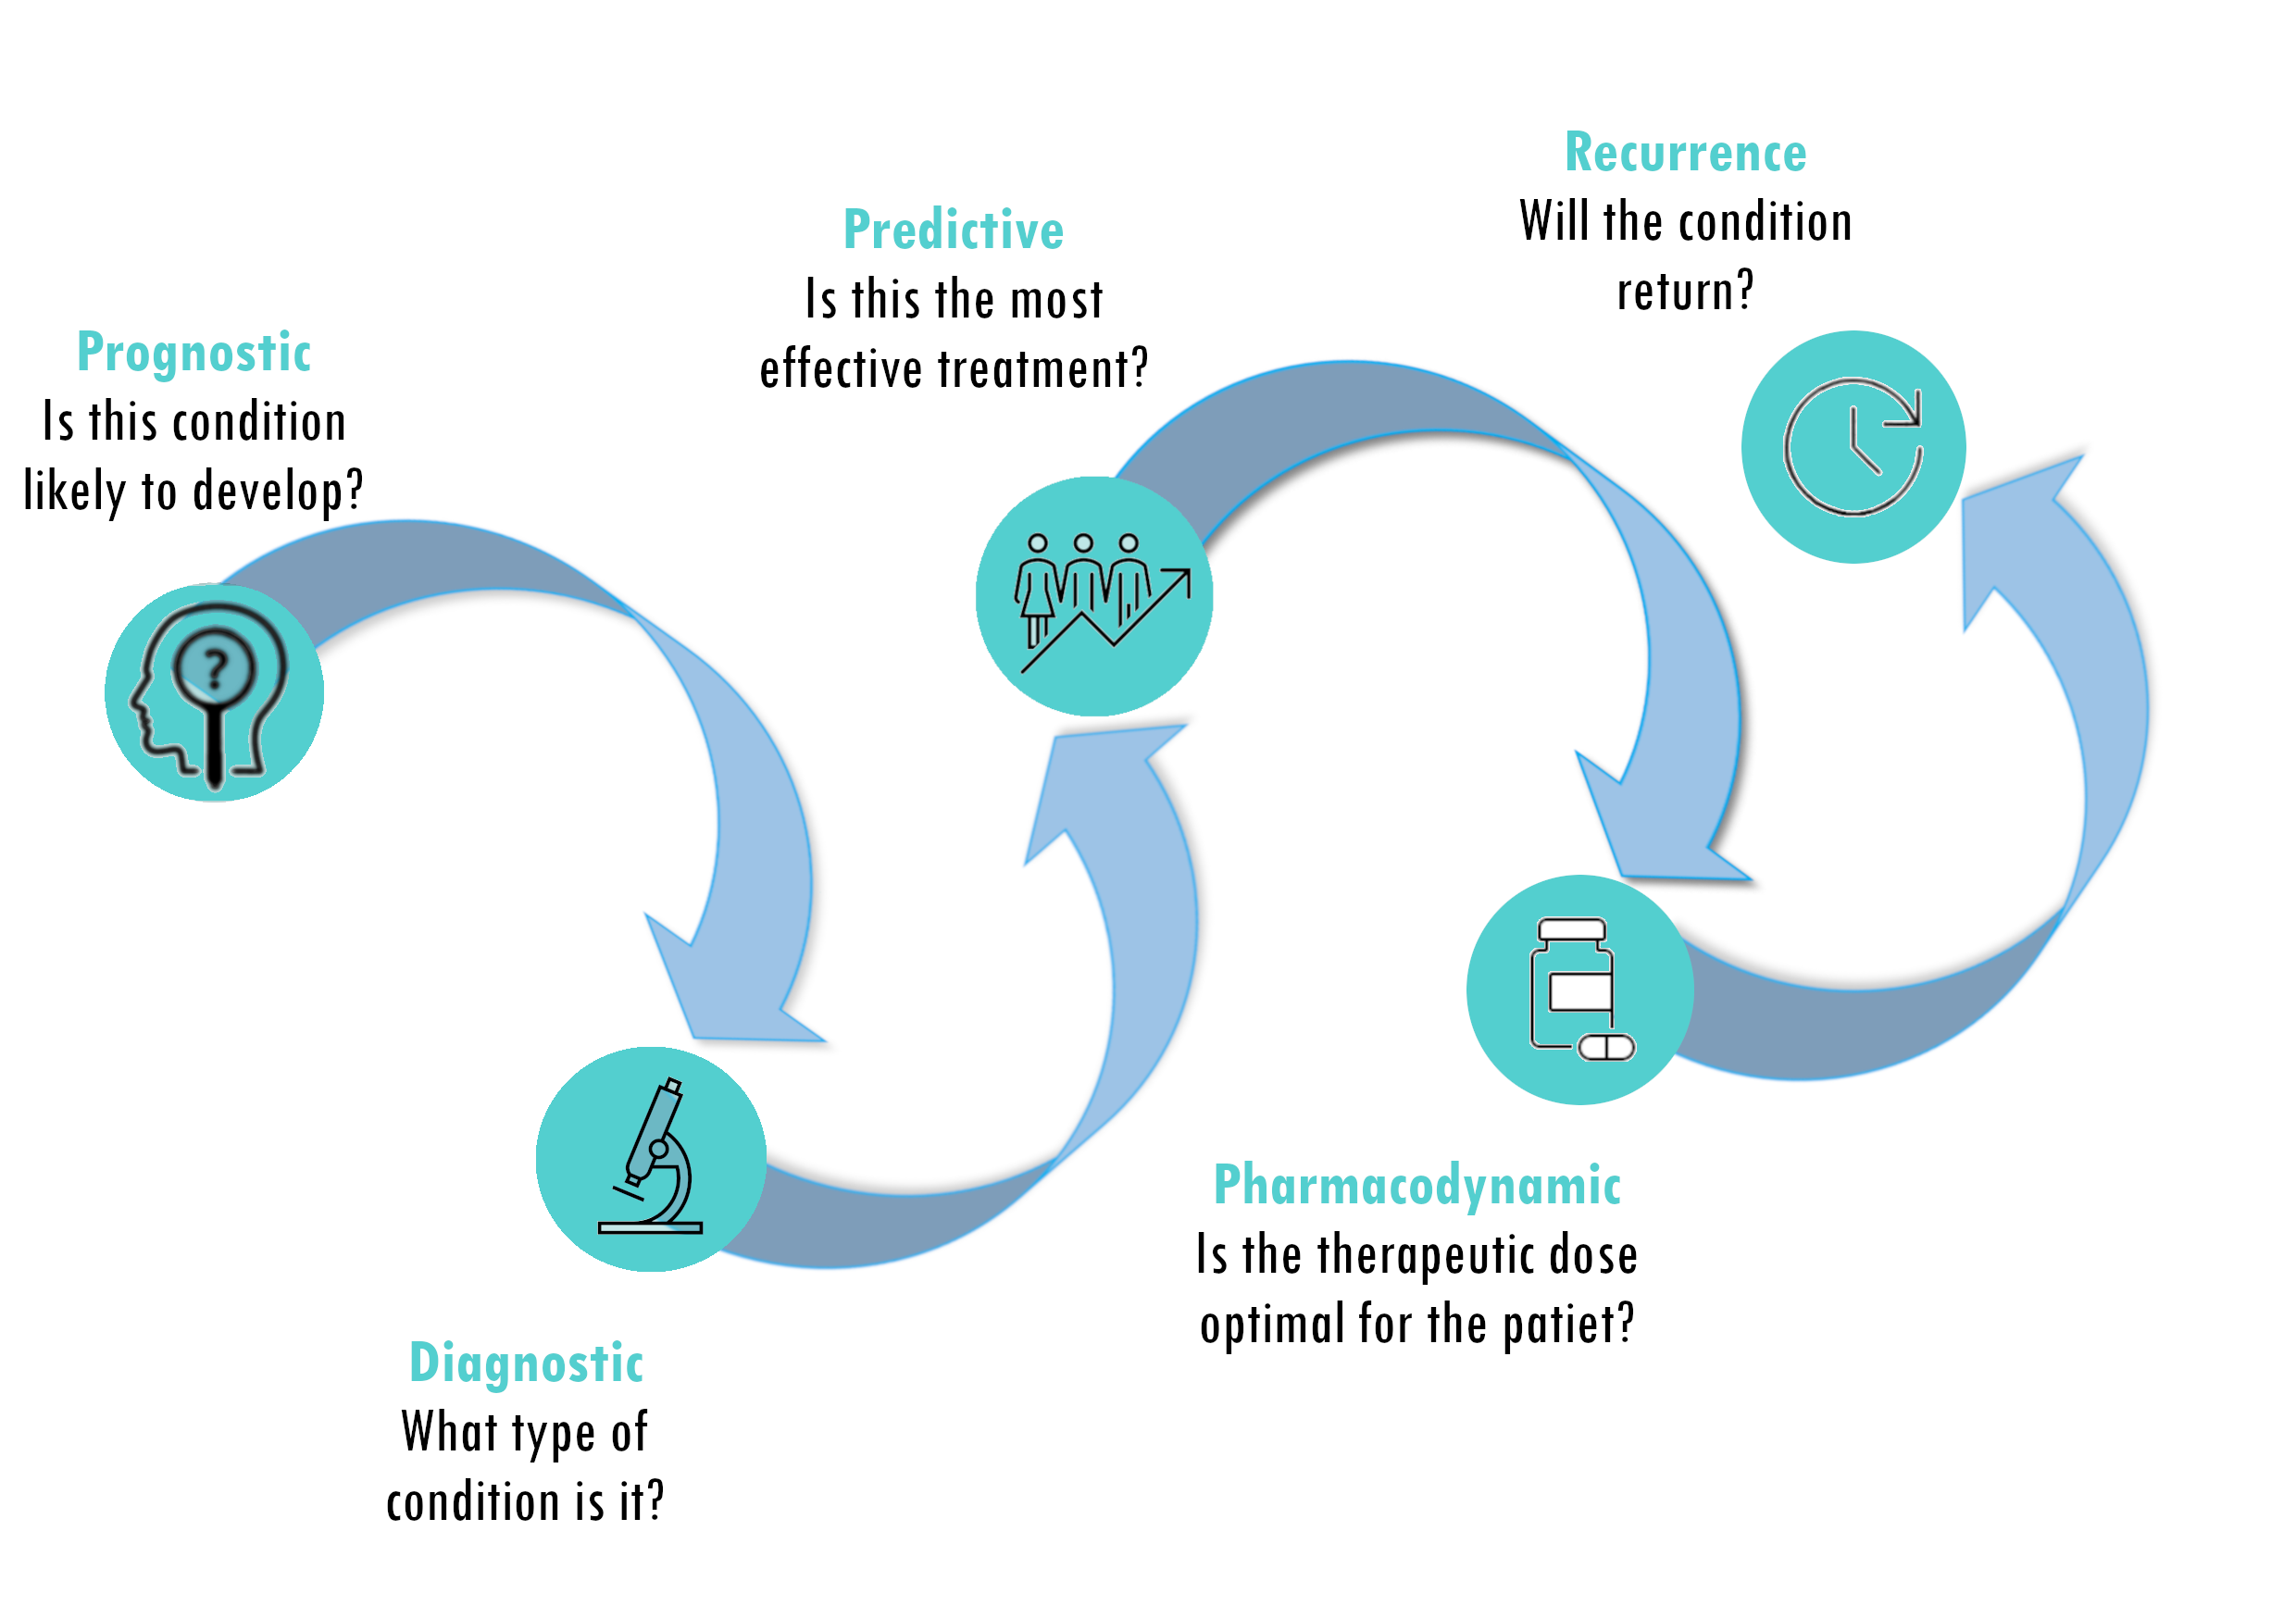 Prognostic
Is this condition
likely to develop?
Diagnostic
What type of
condition is it?
Predictive
Is this the most
effective treatment?
Pharmacodynamic
Is the therapeutic dose
optimal for the patiet?
Recurrence
Will the condition
return?
?